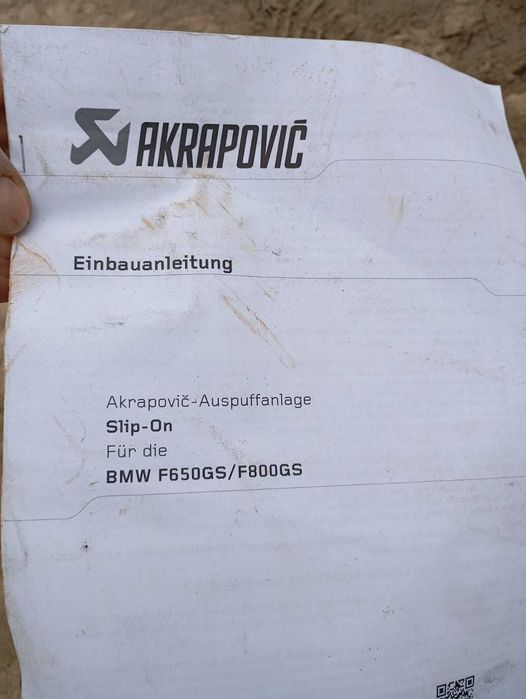 AKRAPOVIČ
Einbauanleitung
Akrapovič-Auspuffanlage
Slip-On
Für die
BMW F650GS/F800GS